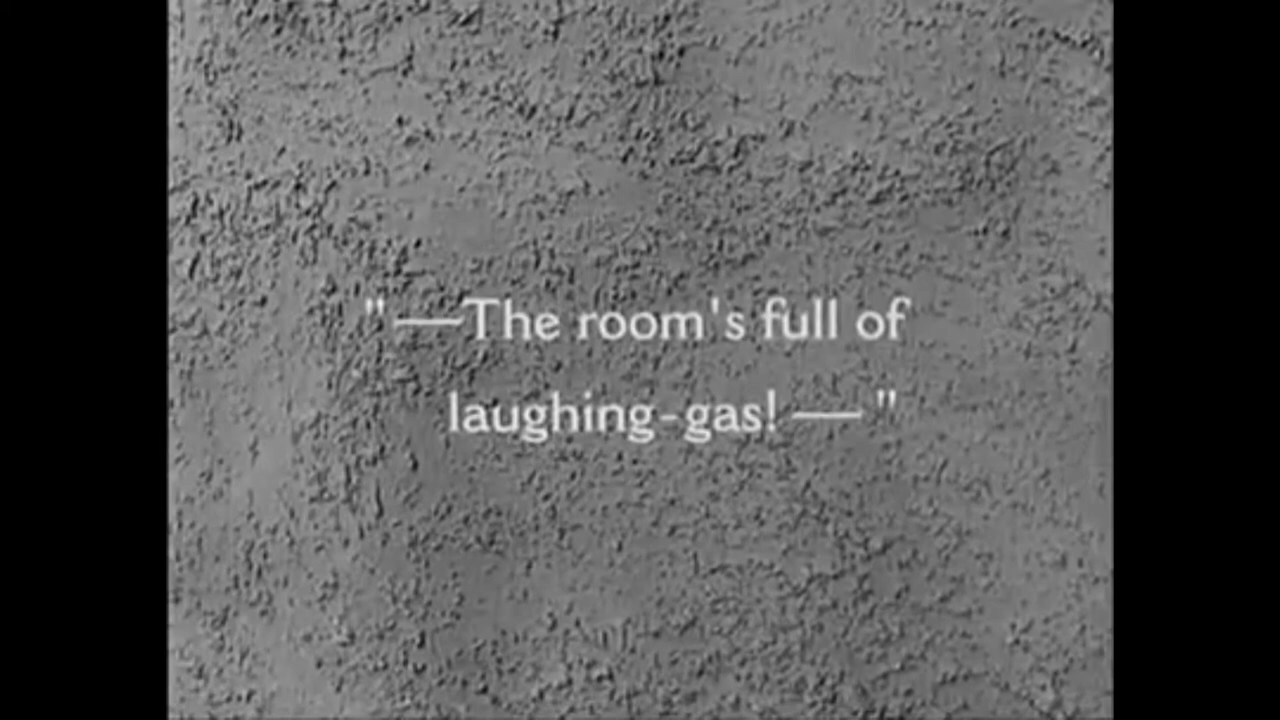 "—The room's full of
laughing-gas! — "